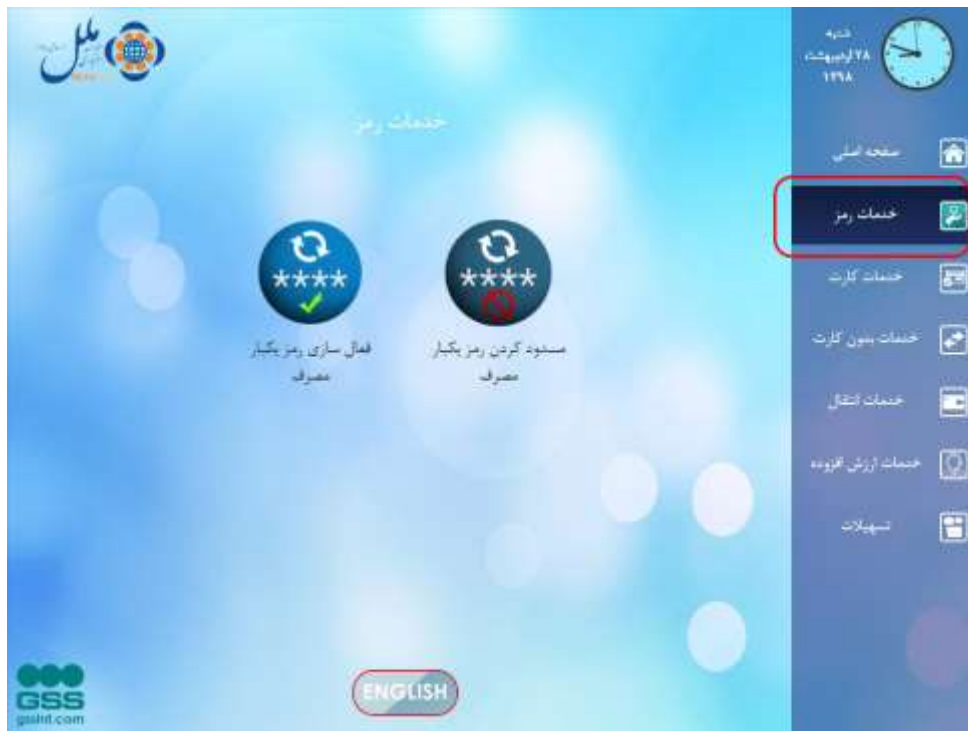 ملل
شنبه
۲۸ اردیبهشت
۱۳۹۸
خدمات رمز
صفحه اصلی
خدمات رمز
خدمات کارت
خدمات بدون کارت
خدمات انتقال
خدمات ارزش افزوده
تسهیلات
****
****
مسدود کردن رمز یکبار
مصرف
فعال سازی رمز یکبار
مصرف
ENGLISH
GSS
gssint.com